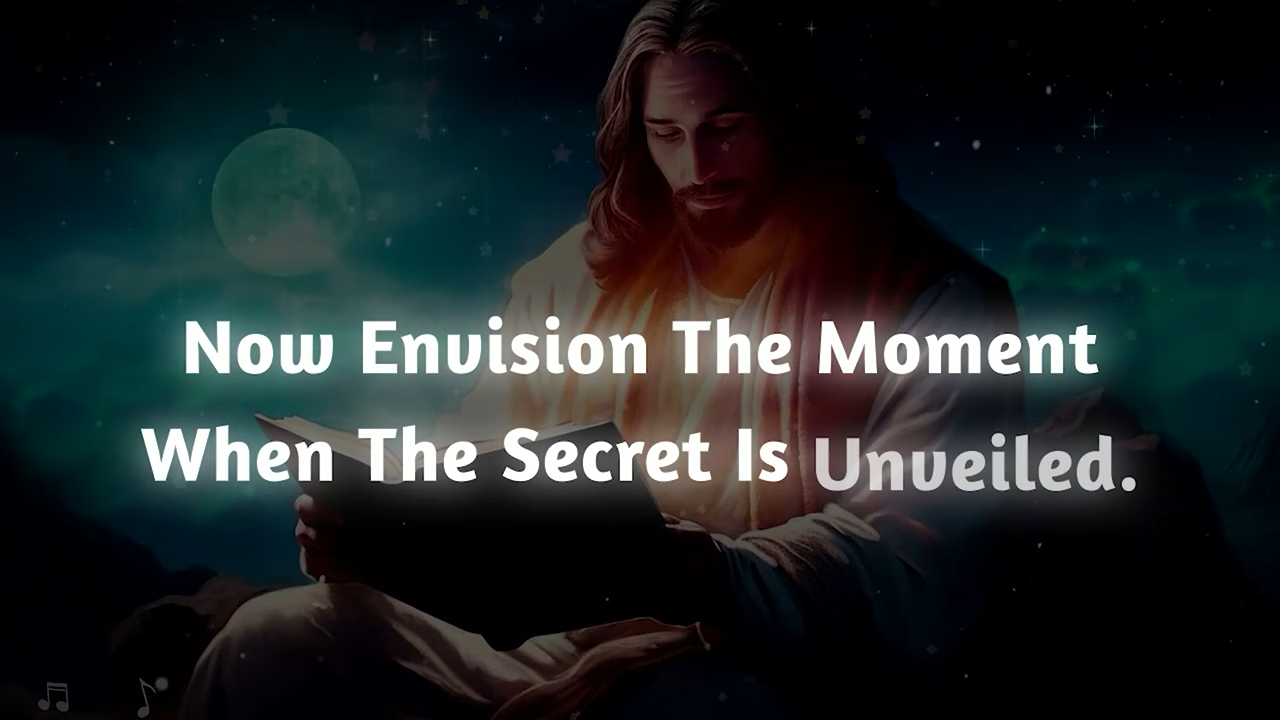 Now Envision The Moment
When The Secret Is Unveiled.